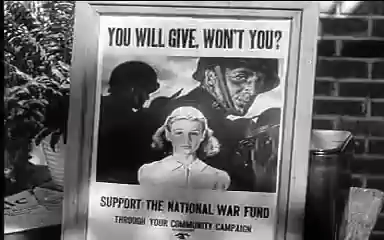 YOU WILL GIVE, WON'T YOU?
SUPPORT THE NATIONAL WAR FUND
THROUGH YOUR COMMUNITY CAMPAIGN